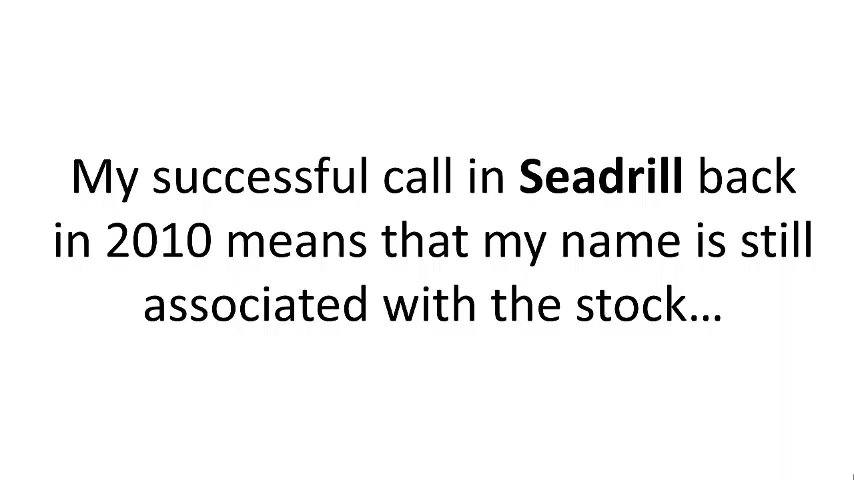 My successful call in Seadrill back
in 2010 means that my name is still
associated with the stock...